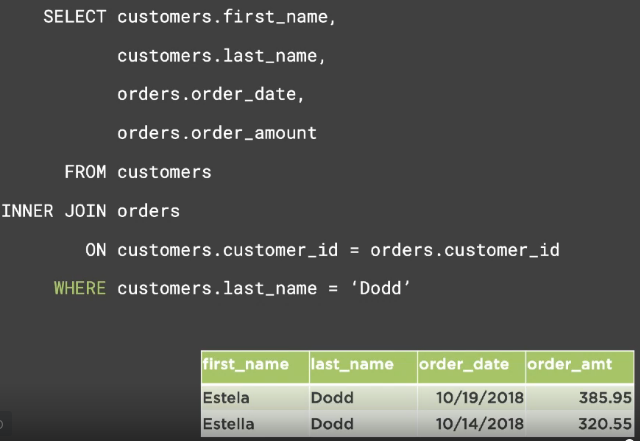 SELECT customers.first_name,
customers.last_name,
orders.order_date,
orders.order_amount
FROM customers
INNER JOIN orders
ON customers.customer_id = orders.customer_id
WHERE customers.last_name = ‘Dodd’
first_name last_name order_date order_amt
Estela Dodd 10/19/2018 385.95
Estella Dodd 10/14/2018 320.55